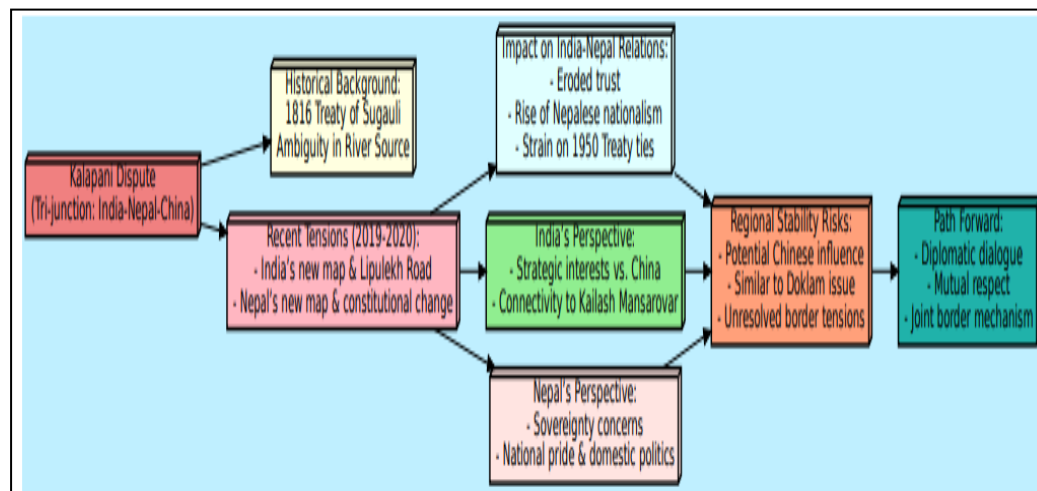 Kalapani Dispute
(Tri-junction: India-Nepal-China)
Historical Background:
1816 Treaty of Sugauli
Ambiguity in River Source
Recent Tensions (2019-2020):
- India's new map & Lipulekh Road
- Nepal's new map & constitutional change
Impact on India-Nepal Relations:
- Eroded trust
- Rise of Nepalese nationalism
- Strain on 1950 Treaty ties
India's Perspective:
- Strategic interests vs. China
- Connectivity to Kailash Mansarovar
Nepal's Perspective:
- Sovereignty concerns
- National pride & domestic politics
Regional Stability Risks:
- Potential Chinese influence
- Similar to Doklam issue
- Unresolved border tensions
Path Forward:
- Diplomatic dialogue
- Mutual respect
- Joint border mechanism